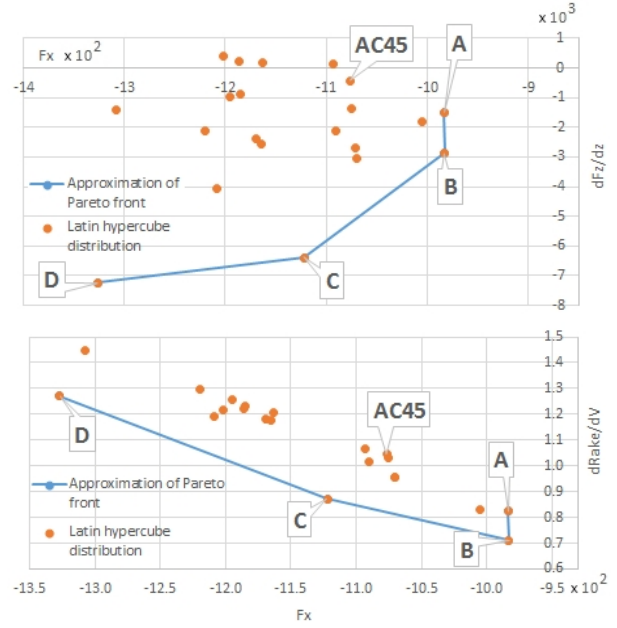 x 10³
Fx x 10²
1
0
-1
-2
-3
-4
-5
-6
-7
-8
-14
-13
-12
-11
-10
-9
AC45
A
B
C
D
dFz/dz
Approximation of
Pareto front
Latin hypercube
distribution
1.5
1.4
1.3
1.2
1.1
1.0
0.9
0.8
0.7
0.6
dRake/dV
AC45
A
D
C
B
Approximation of Pareto
front
Latin hypercube
distribution
-13.5
-13.0
-12.5
-12.0
-11.5
-11.0
-10.5
-10.0
-9.5 x 10²
Fx